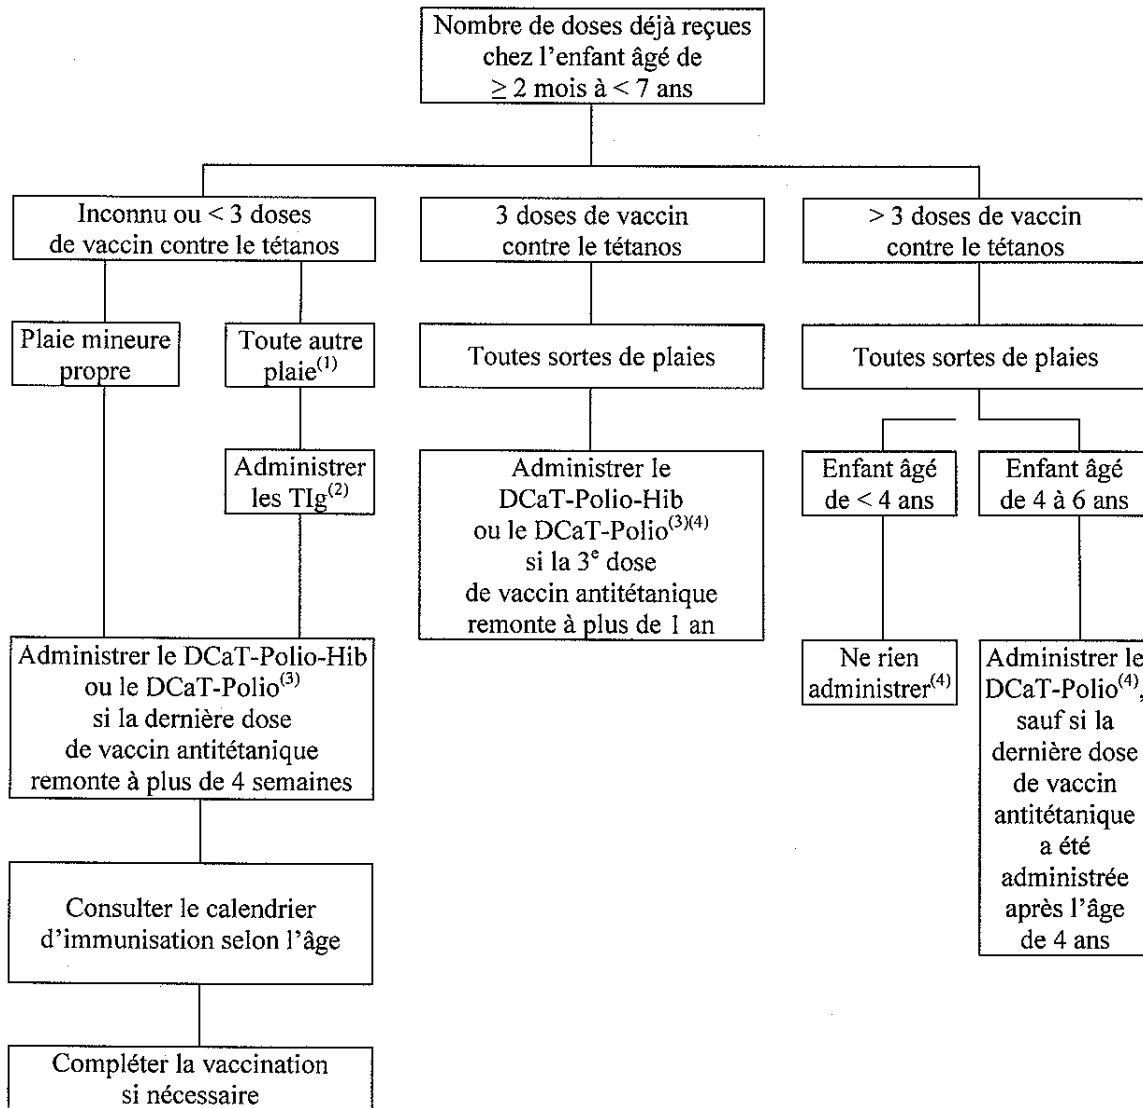 Nombre de doses déjà reçues
chez l'enfant âgé de
≥ 2 mois à < 7 ans
Inconnu ou < 3 doses
de vaccin contre le tétanos
3 doses de vaccin
contre le tétanos
> 3 doses de vaccin
contre le tétanos
Plaie mineure
propre
Toute autre
plaie(1)
Toutes sortes de plaies
Toutes sortes de plaies
Administrer
les TIg(2)
Administrer le
DCaT-Polio-Hib
ou le DCaT-Polio(3)(4)
si la 3e dose
de vaccin antitétanique
remonte à plus de 1 an
Enfant âgé
de < 4 ans
Enfant âgé
de 4 à 6 ans
Administrer le DCaT-Polio-Hib
ou le DCaT-Polio(3)
si la dernière dose
de vaccin antitétanique
remonte à plus de 4 semaines
Ne rien
administrer(4)
Administrer le
DCaT-Polio(4),
sauf si la
dernière dose
de vaccin
antitétanique
a été
administrée
après l'âge
de 4 ans
Consulter le calendrier
d'immunisation selon l'âge
Compléter la vaccination
si nécessaire